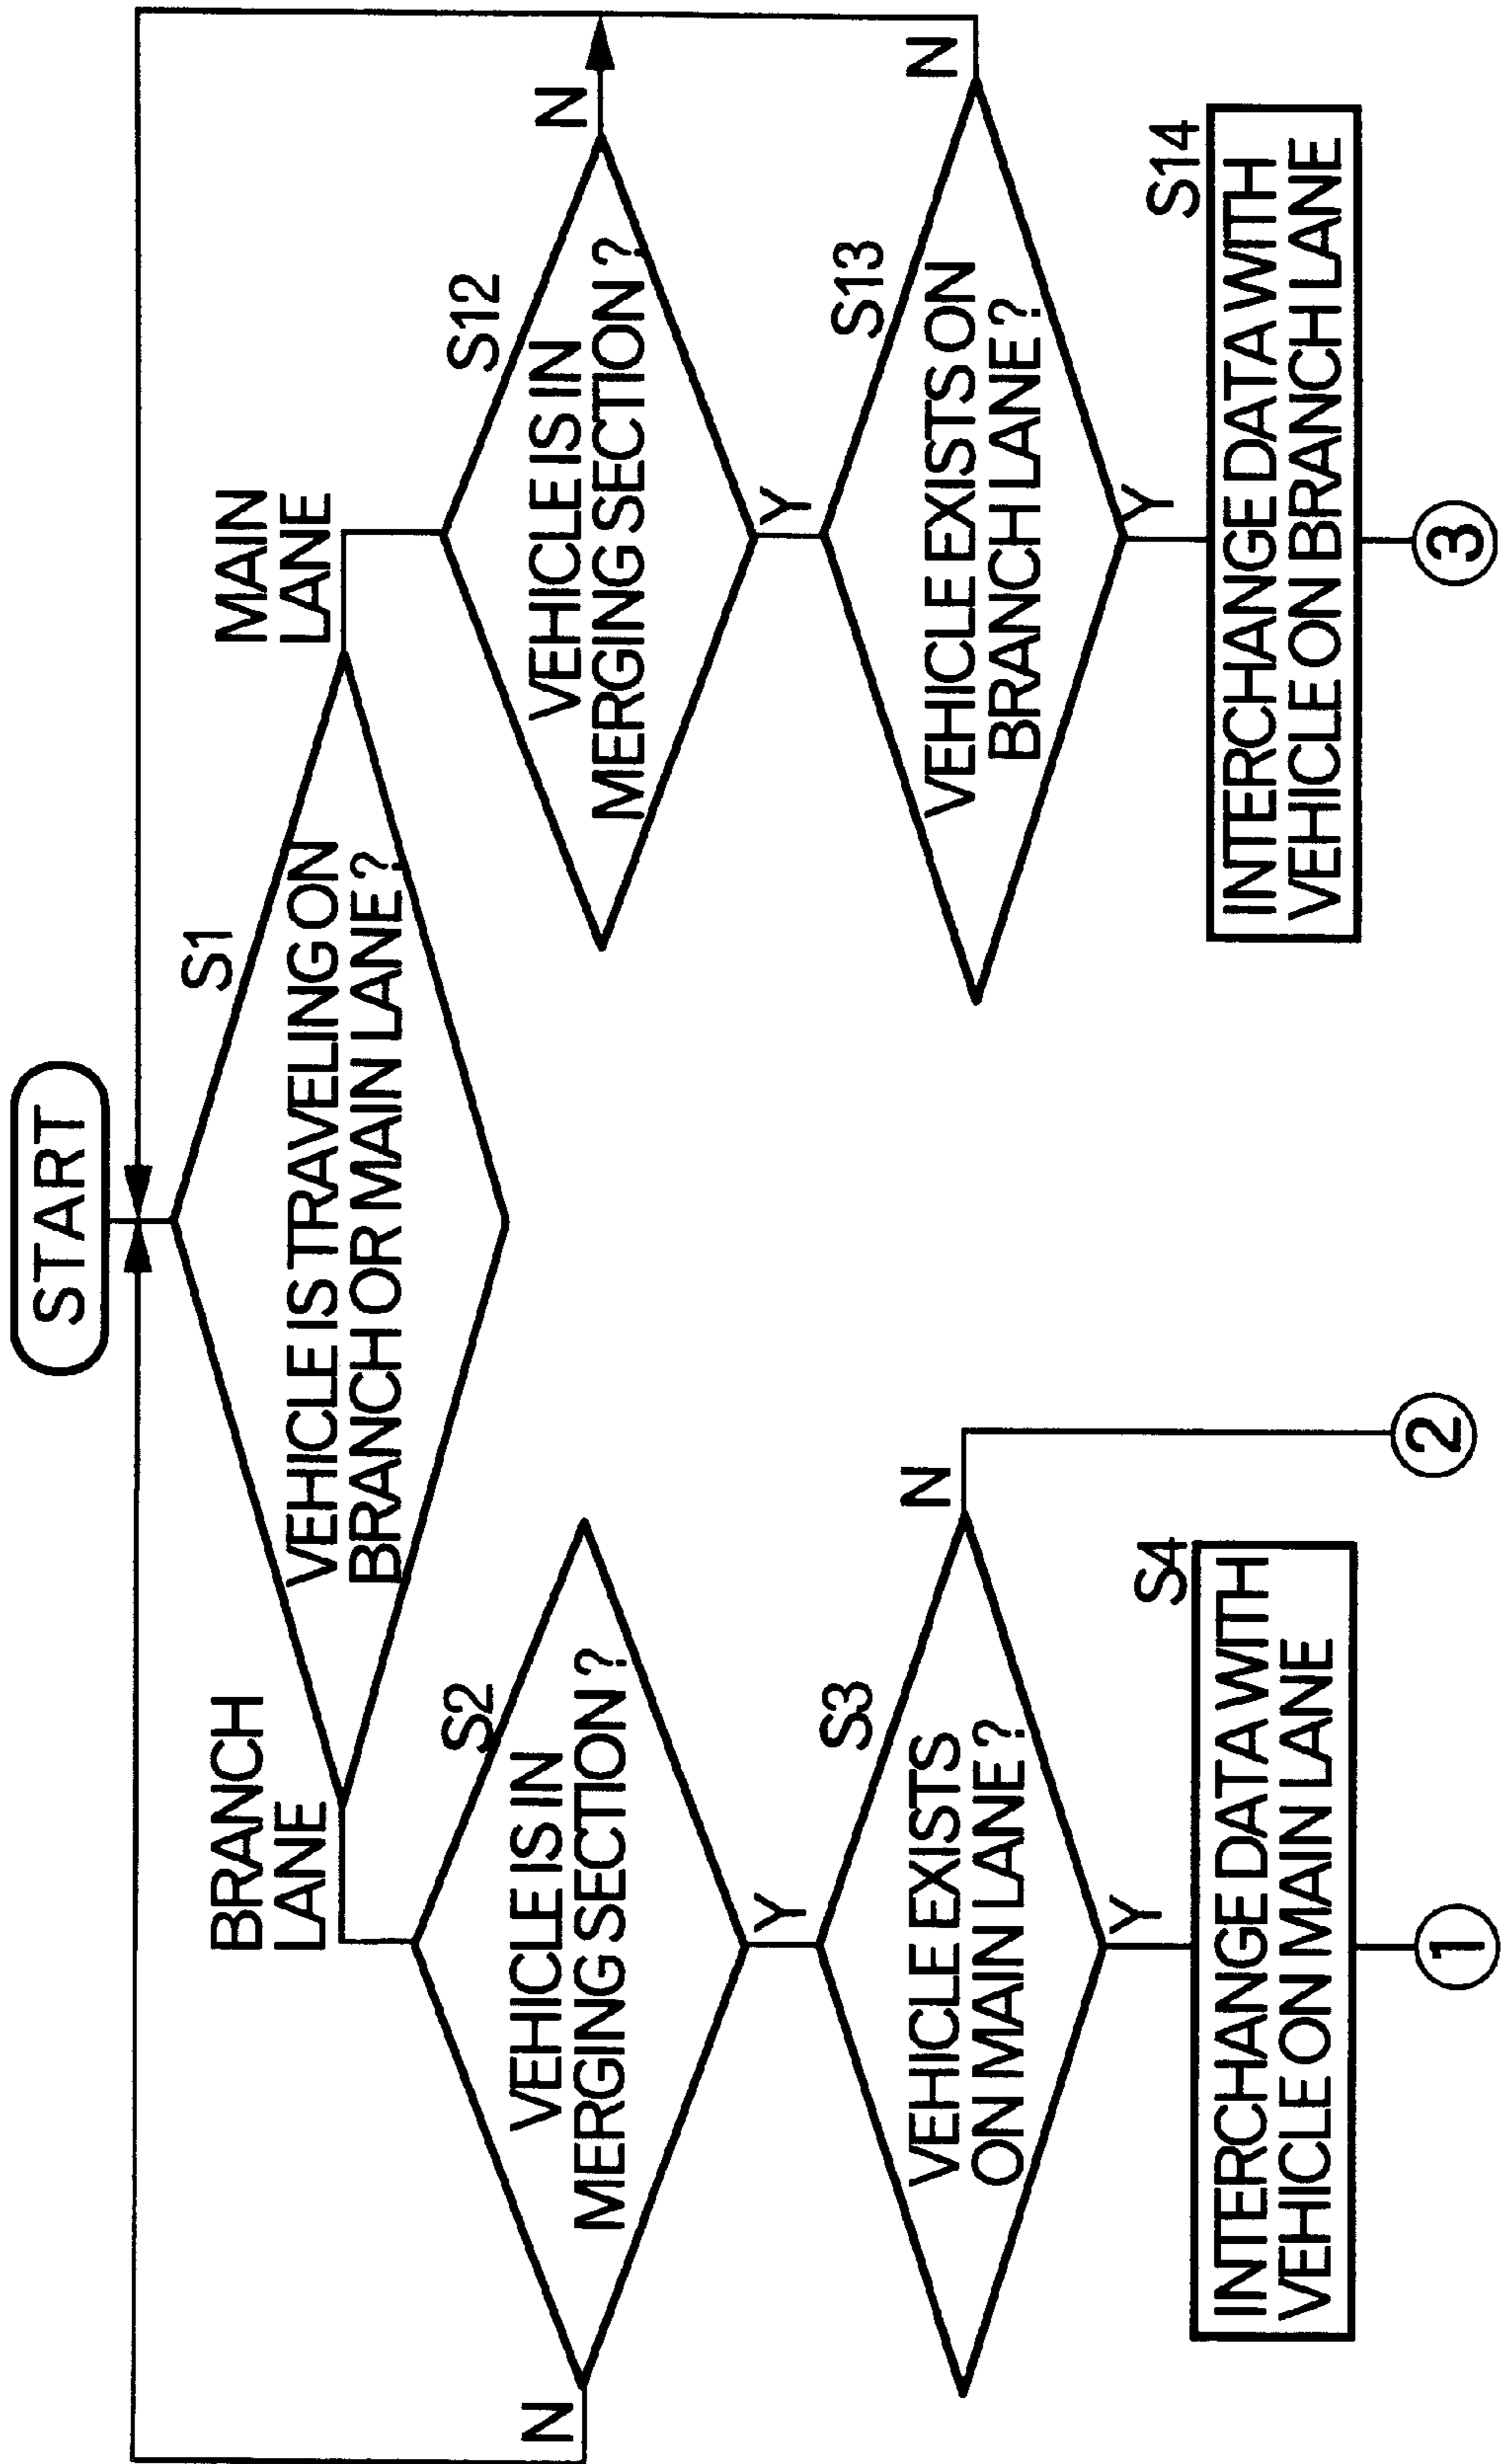 START
S1
VEHICLE IS TRAVELING ON
BRANCH OR MAIN LANE?
BRANCH
LANE
MAIN
LANE
S2
VEHICLE IS IN
MERGING SECTION?
N
Y
S3
VEHICLE EXISTS
ON MAIN LANE?
N
Y
S4
INTERCHANGE DATA WITH
VEHICLE ON MAIN LANE
1
2
S12
VEHICLE IS IN
MERGING SECTION?
N
Y
S13
VEHICLE EXISTS ON
BRANCH LANE?
N
Y
S14
INTERCHANGE DATA WITH
VEHICLE ON BRANCH LANE
3